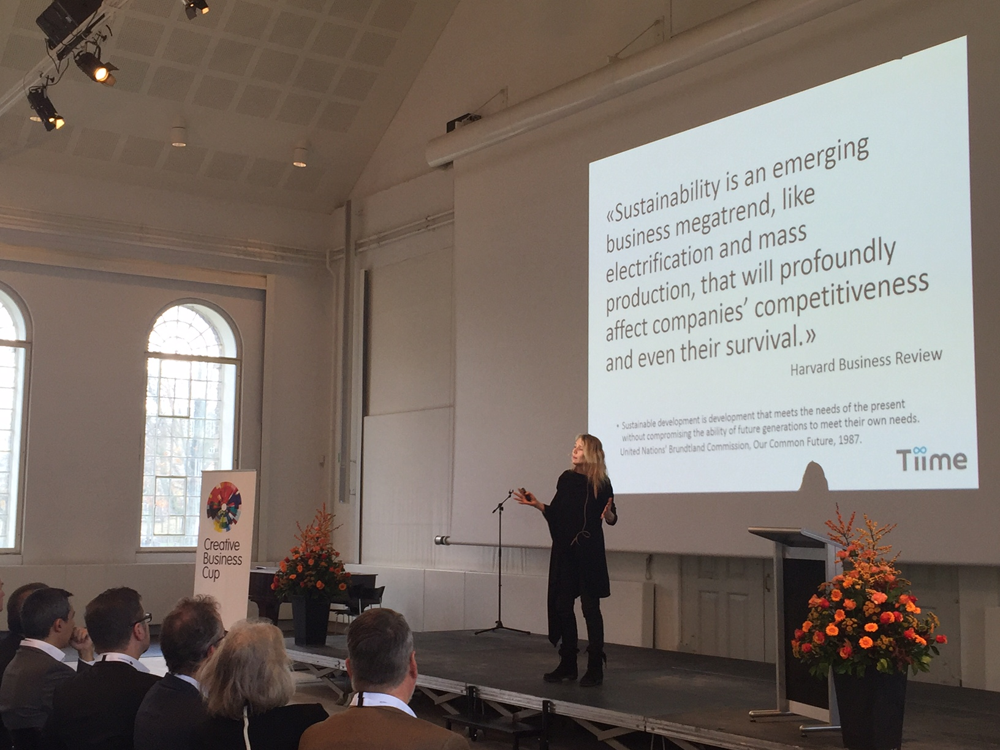 «Sustainability is an emerging
business megatrend, like
electrification and mass
production, that will profoundly
affect companies’ competitiveness
and even their survival.»
Harvard Business Review
• Sustainable development is development that meets the needs of the present
without compromising the ability of future generations to meet their own needs.
United Nations’ Brundtland Commission, Our Common Future, 1987.
Tiime
Creative
Business
Cup